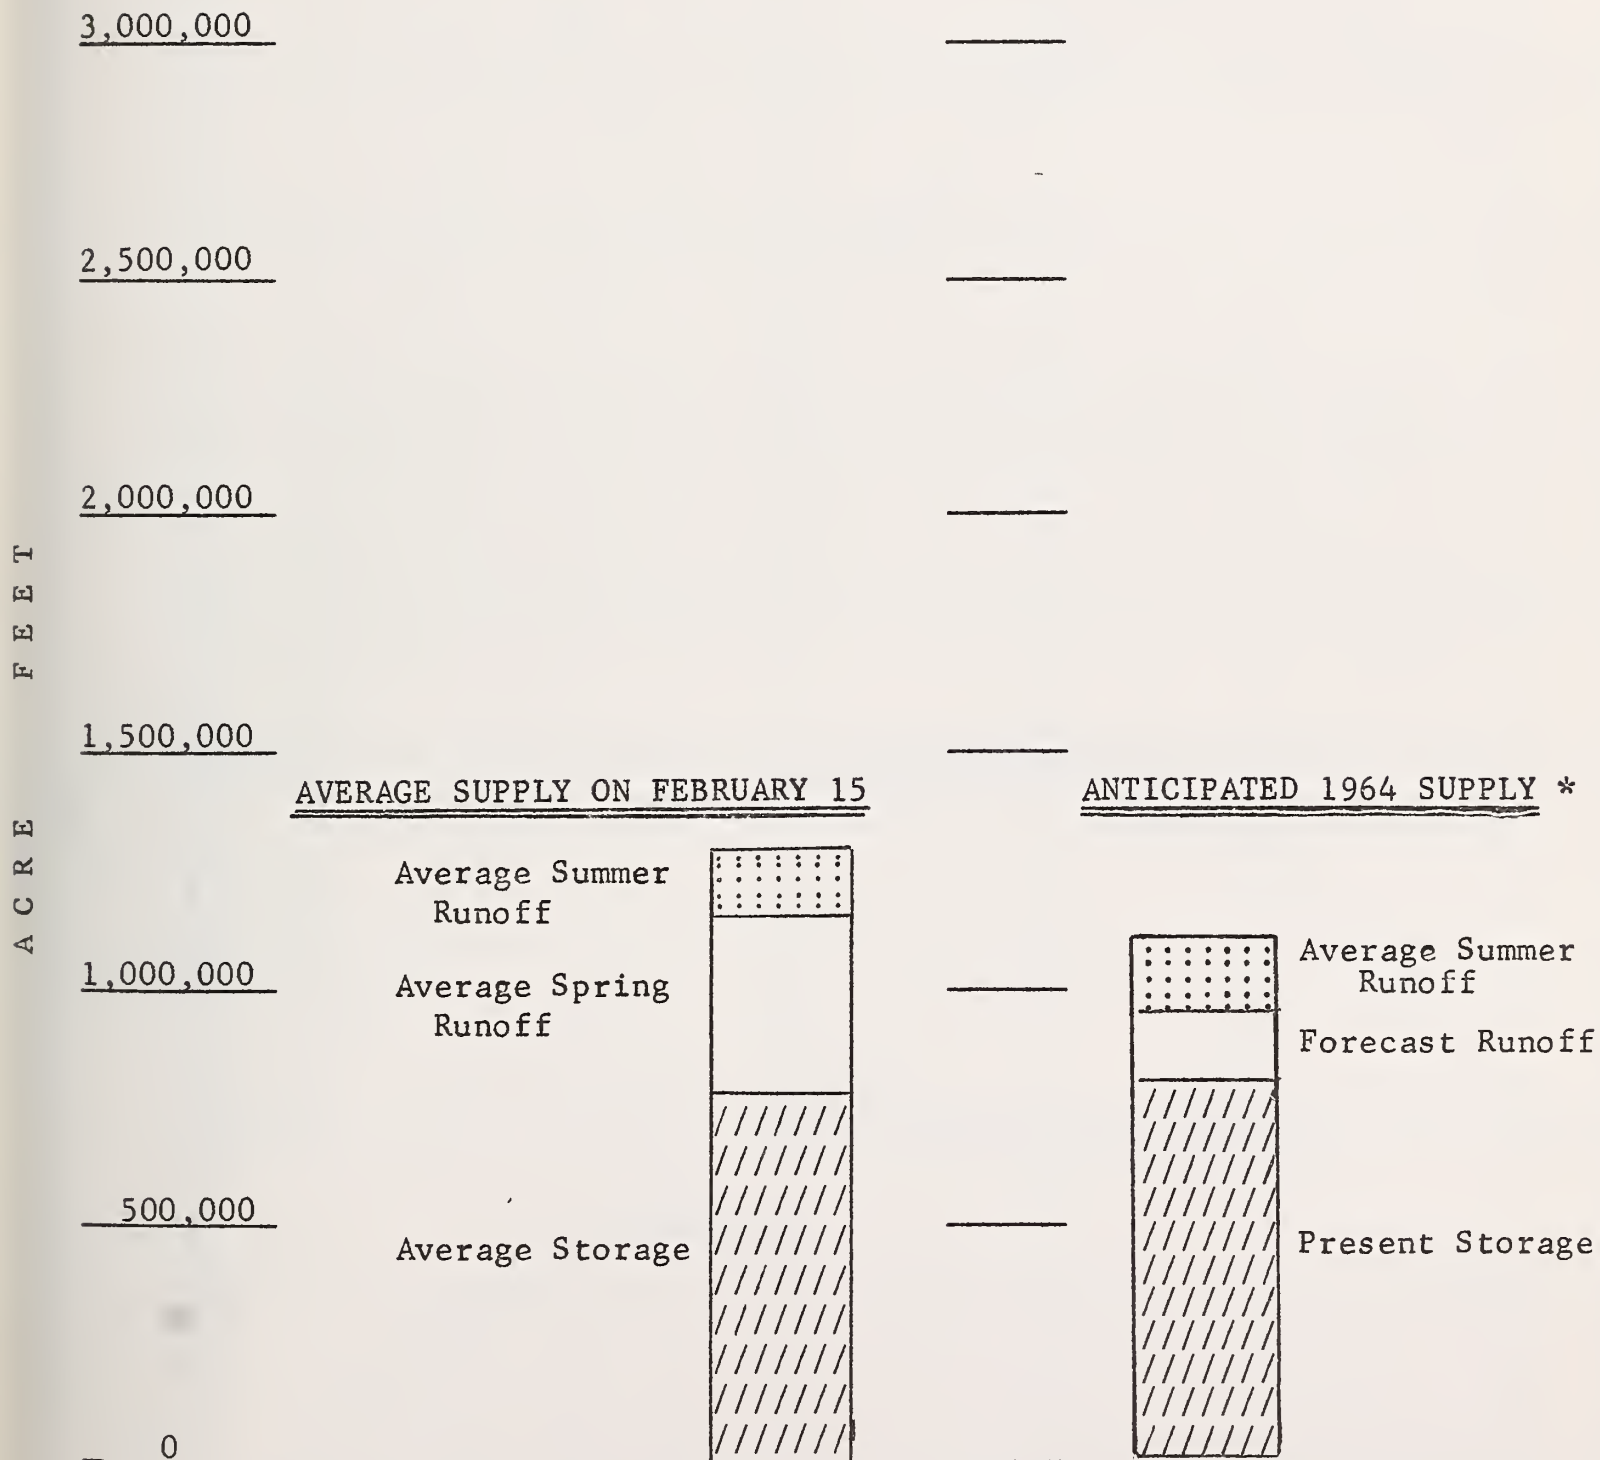 3,000,000
2,500,000
2,000,000
1,500,000
ACRE FEET
AVERAGE SUPPLY ON FEBRUARY 15
ANTICIPATED 1964 SUPPLY *
Average Summer
Runoff
Average Summer
Runoff
1,000,000
Average Spring
Runoff
Forecast Runoff
500,000
Average Storage
Present Storage
0